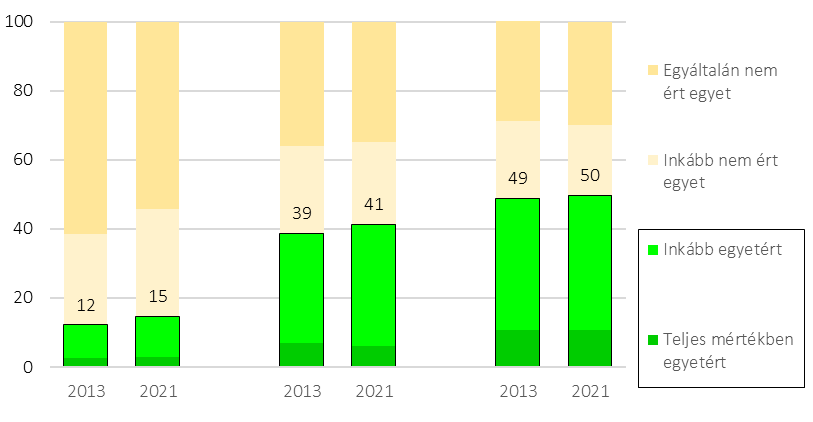 100
80
60
40
20
0
12
15
39
41
49
50
2013
2021
2013
2021
2013
2021
Egyáltalán nem
ért egyet
Inkább nem ért
egyet
Inkább egyetért
Teljes mértékben
egyetért